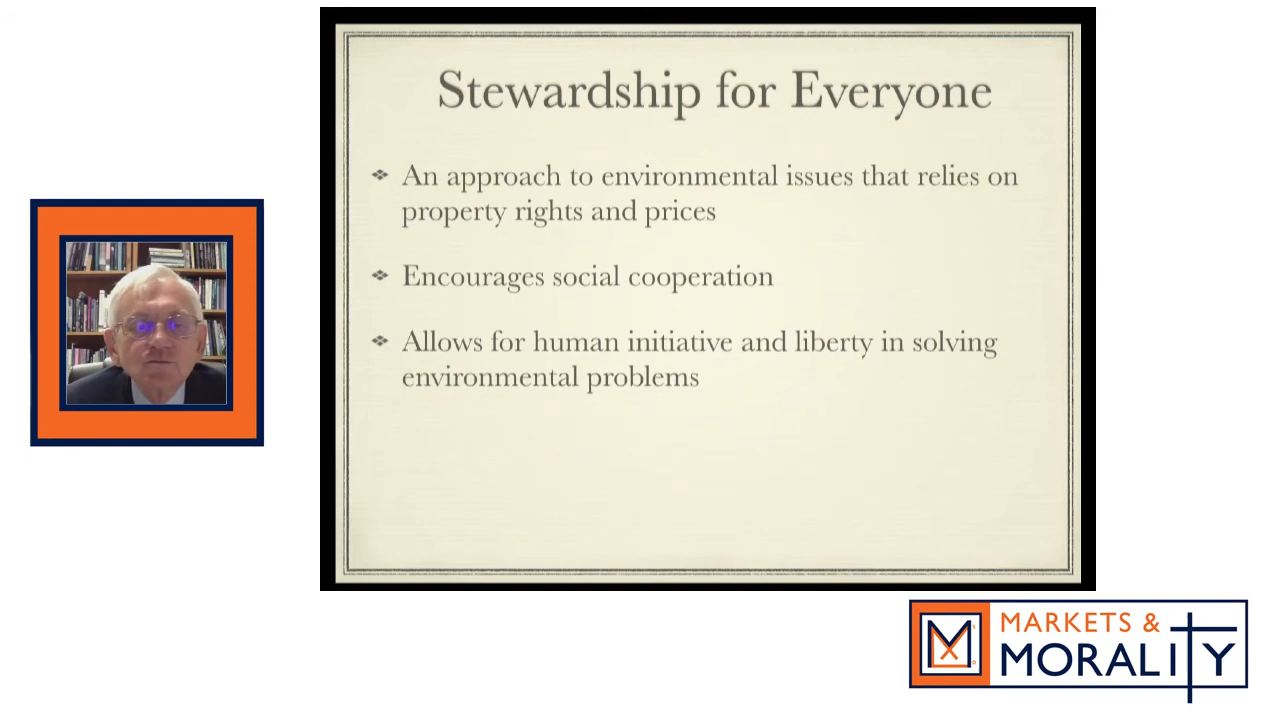 Stewardship for Everyone
An approach to environmental issues that relies on
property rights and prices
Encourages social cooperation
Allows for human initiative and liberty in solving
environmental problems
MARKETS &
MORALITY